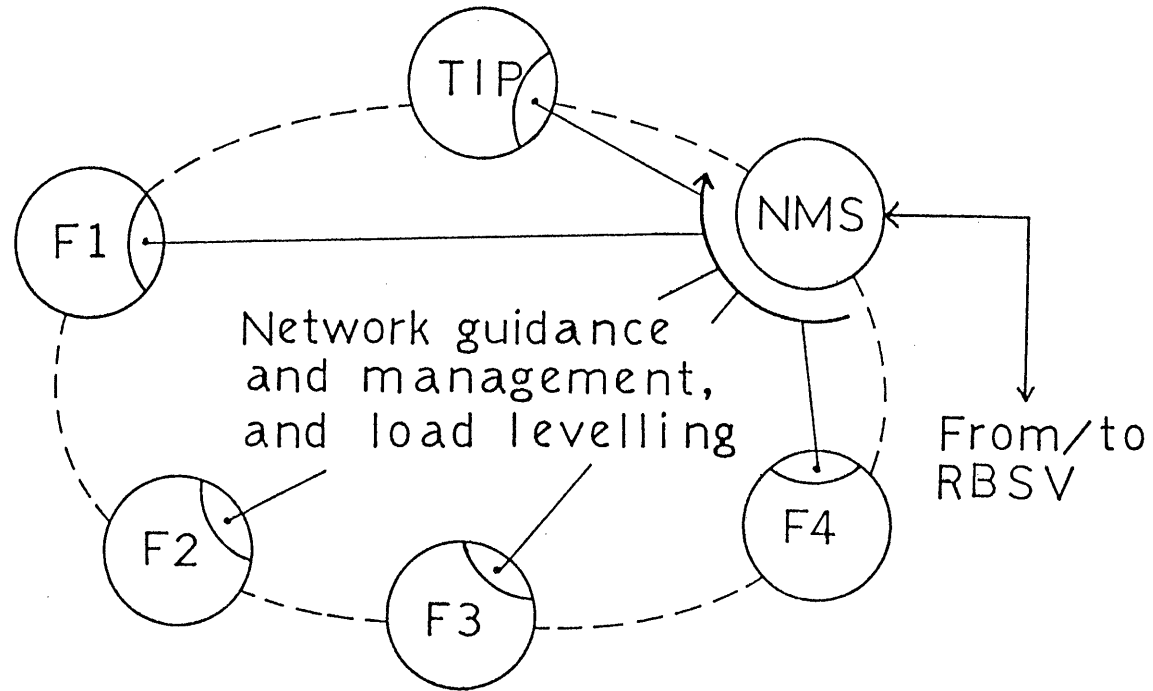 TIP
NMS
F1
Network guidance
and management,
and load levelling
From/to
RBSV
F2
F4
F3